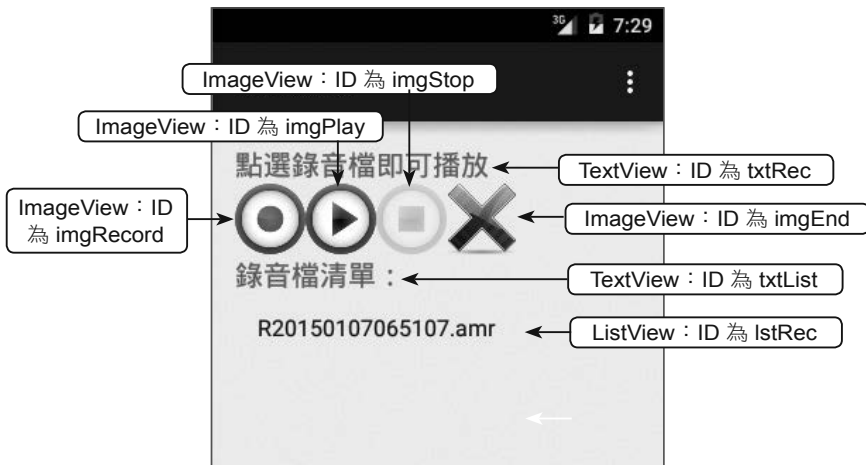 3G 7:29
ImageView：ID 為 imgStop
ImageView：ID 為 imgPlay
點選錄音檔即可播放
TextView：ID 為 txtRec
ImageView：ID
為 imgRecord
ImageView：ID 為 imgEnd
錄音檔清單：
TextView：ID 為 txtList
R20150107065107.amr
ListView：ID 為 lstRec